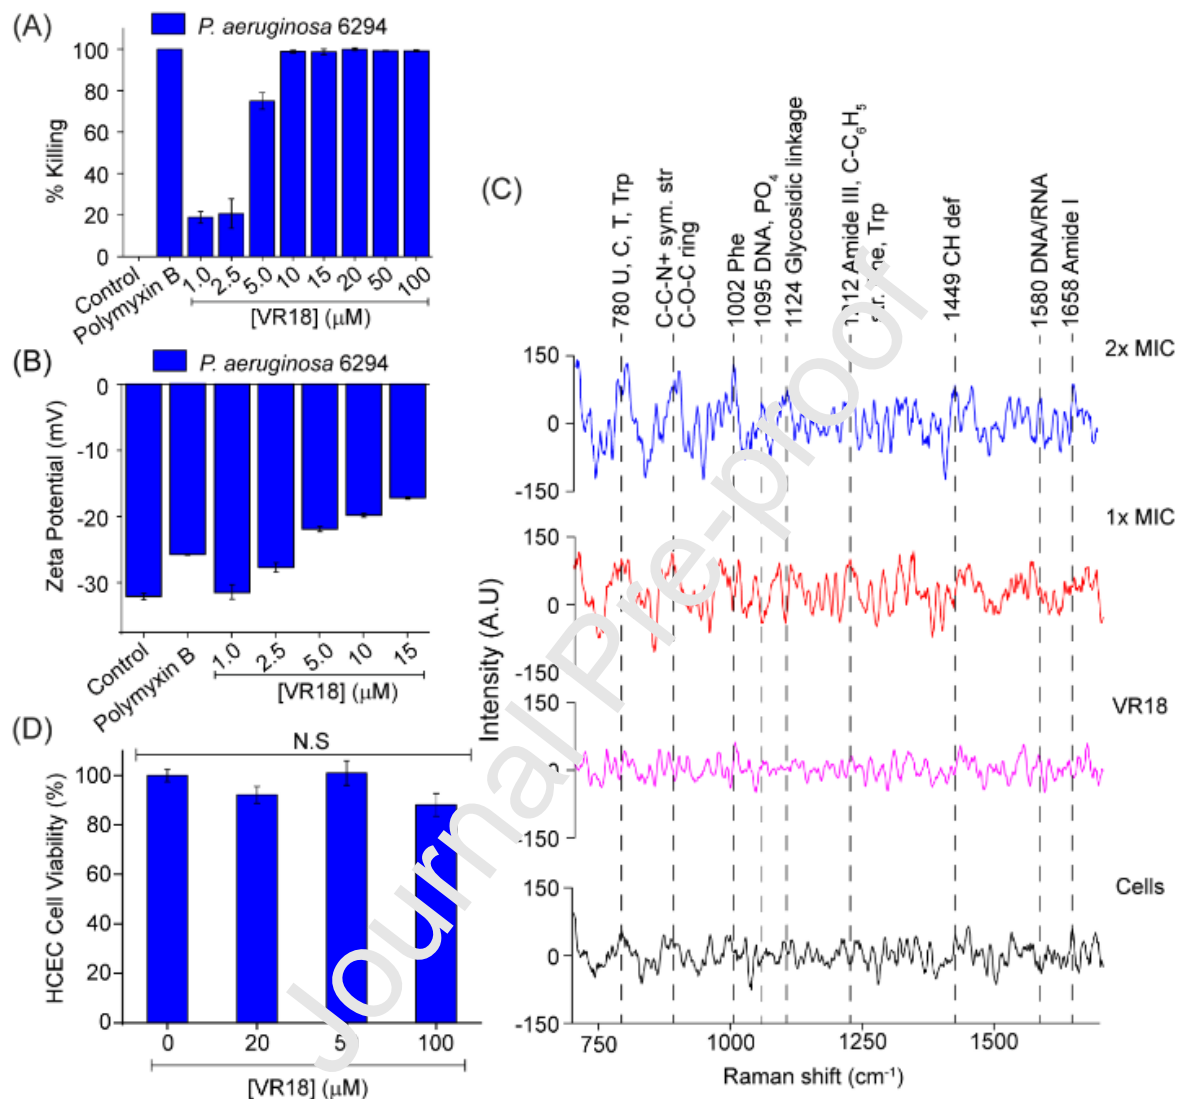 (A)
P. aeruginosa 6294
% Killing
100
80
60
40
20
0
Control
Polymyxin B
1.0
2.5
5.0
10
15
20
50
100
[VR18] (μM)
(B)
P. aeruginosa 6294
Zeta Potential (mV)
0
-10
-20
-30
Control
Polymyxin B
1.0
2.5
5.0
10
15
[VR18] (μM)
(C)
780 U, C, T, Trp
C-C-N+ sym. str
C-O-C ring
1002 Phe
1095 DNA, PO4
1124 Glycosidic linkage
Amide III, C-C6H5
Trp
1449 CH def
1580 DNA/RNA
1658 Amide I
Intensity (A.U)
2x MIC
150
0
-150
1x MIC
150
0
-150
VR18
150
-150
Cells
150
0
-150
750
1000
1250
1500
Raman shift (cm-1)
(D)
N.S
HCEC Cell Viability (%)
100
80
60
40
20
0
0
20
100
[VR18] (μM)
Journal Pre-proof